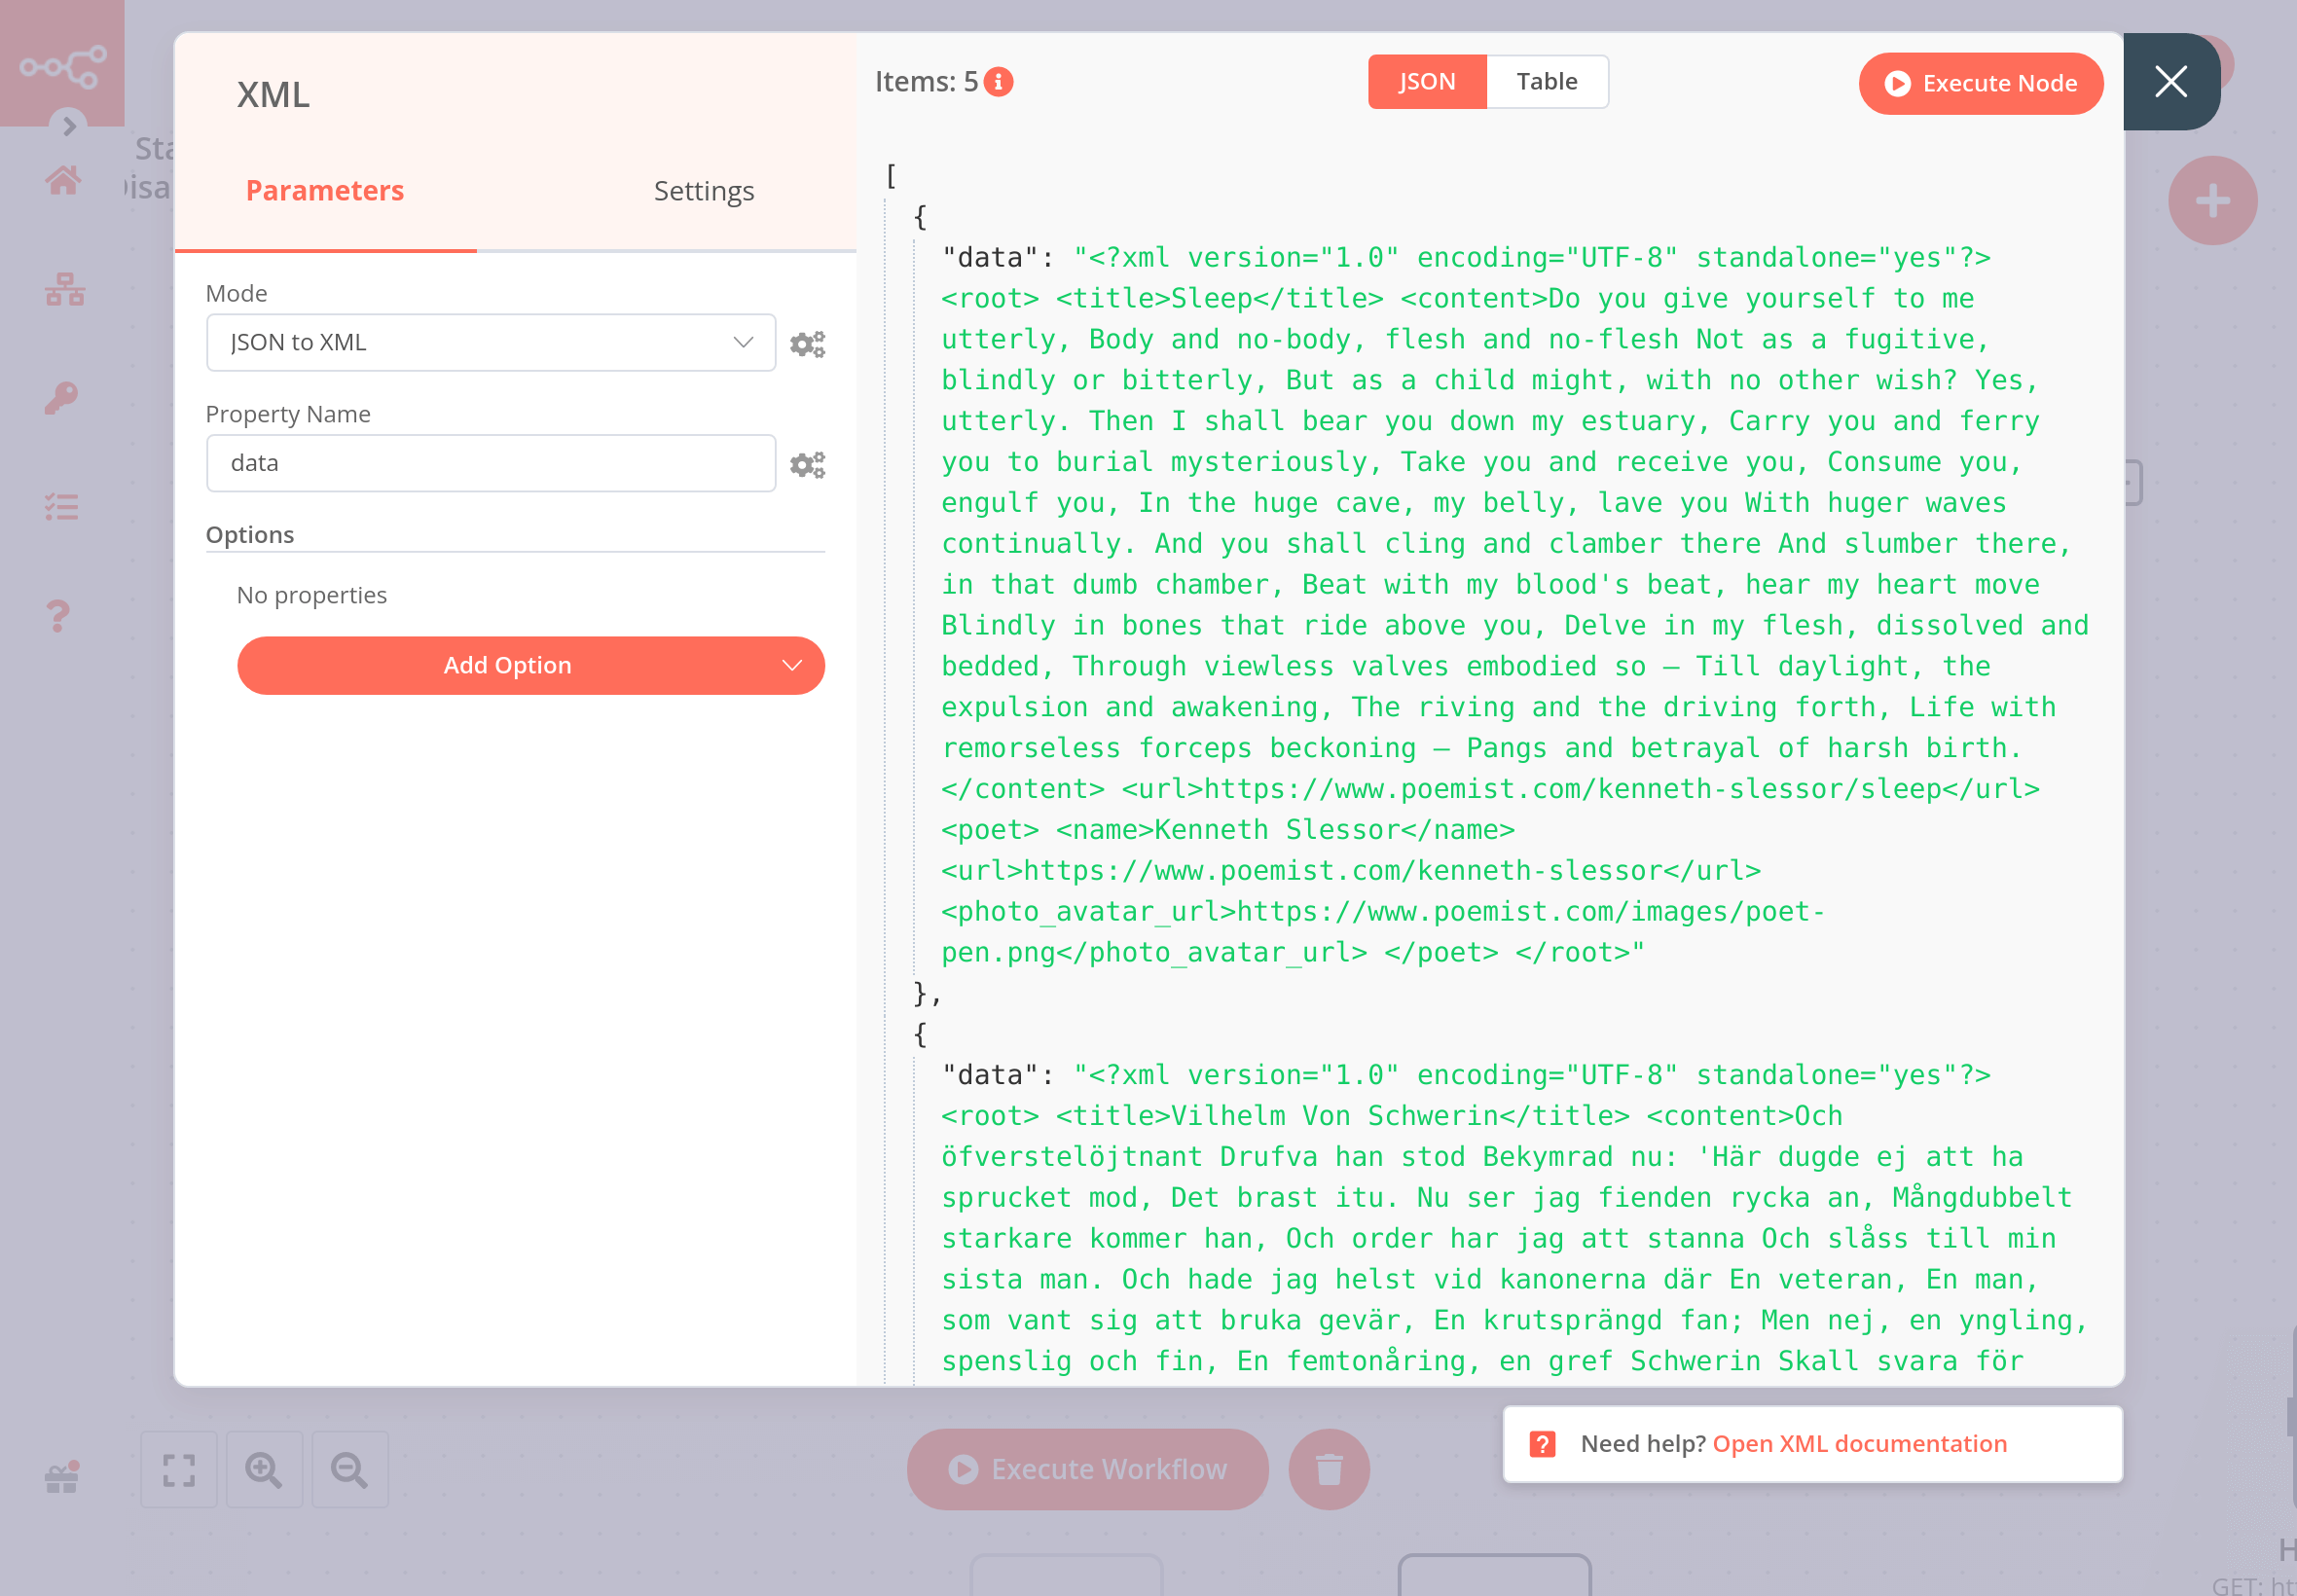 XML
Parameters
Settings
Mode
JSON to XML
Property Name
data
Options
No properties
Add Option
Items: 5
JSON
Table
Execute Node
[
{
"data": "<?xml version="1.0" encoding="UTF-8" standalone="yes"?>
<root> <title>Sleep</title> <content>Do you give yourself to me
utterly, Body and no-body, flesh and no-flesh Not as a fugitive,
blindly or bitterly, But as a child might, with no other wish? Yes,
utterly. Then I shall bear you down my estuary, Carry you and ferry
you to burial mysteriously, Take you and receive you, Consume you,
engulf you, In the huge cave, my belly, lave you With huger waves
continually. And you shall cling and clamber there And slumber there,
in that dumb chamber, Beat with my blood's beat, hear my heart move
Blindly in bones that ride above you, Delve in my flesh, dissolved and
bedded, Through viewless valves embodied so – Till daylight, the
expulsion and awakening, The riving and the driving forth, Life with
remorseless forceps beckoning – Pangs and betrayal of harsh birth.
</content> <url>https://www.poemist.com/kenneth-slessor/sleep</url>
<poet> <name>Kenneth Slessor</name>
<url>https://www.poemist.com/kenneth-slessor</url>
<photo_avatar_url>https://www.poemist.com/images/poet-
pen.png</photo_avatar_url> </poet> </root>"
},
{
"data": "<?xml version="1.0" encoding="UTF-8" standalone="yes"?>
<root> <title>Vilhelm Von Schwerin</title> <content>Och
öfverstelöjtnant Drufva han stod Bekymrad nu: 'Här dugde ej att ha
sprucket mod, Det brast itu. Nu ser jag fienden rycka an, Mångdubbelt
starkare kommer han, Och order har jag att stanna Och slåss till min
sista man. Och hade jag helst vid kanonerna där En veteran, En man,
som vant sig att bruka gevär, En krutsprängd fan; Men nej, en yngling,
spenslig och fin, En femtonåring, en gref Schwerin Skall svara för
Need help? Open XML documentation
Execute Workflow
GET: